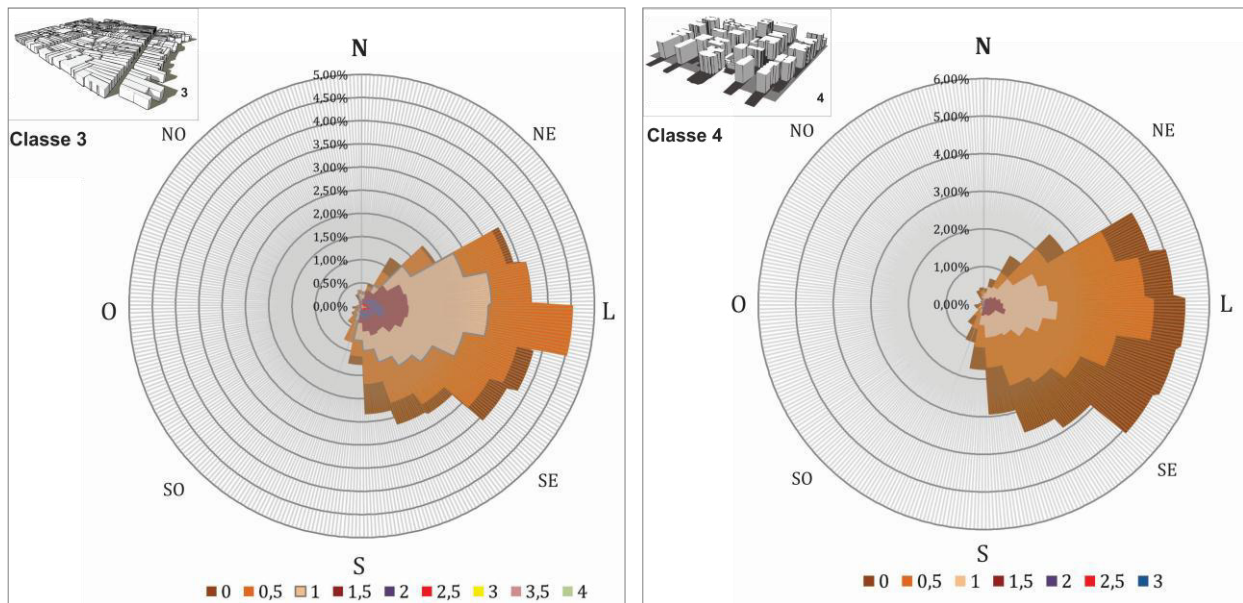 3
Classe 3
N
NO
NE
O
L
SO
SE
S
5,00%
4,50%
4,00%
3,50%
3,00%
2,50%
2,00%
1,50%
1,00%
0,50%
0,00%
0 0,5 1 1,5 2 2,5 3 3,5 4
4
Classe 4
N
NO
NE
O
L
SO
SE
S
6,00%
5,00%
4,00%
3,00%
2,00%
1,00%
0,00%
0 0,5 1 1,5 2 2,5 3